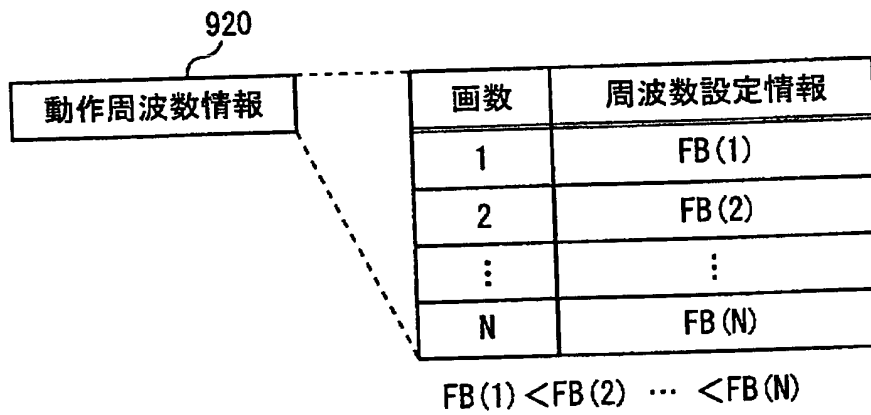 920
動作周波数情報
画数 周波数設定情報
1 FB(1)
2 FB(2)
⋮ ⋮
N FB(N)
FB(1)<FB(2) … <FB(N)